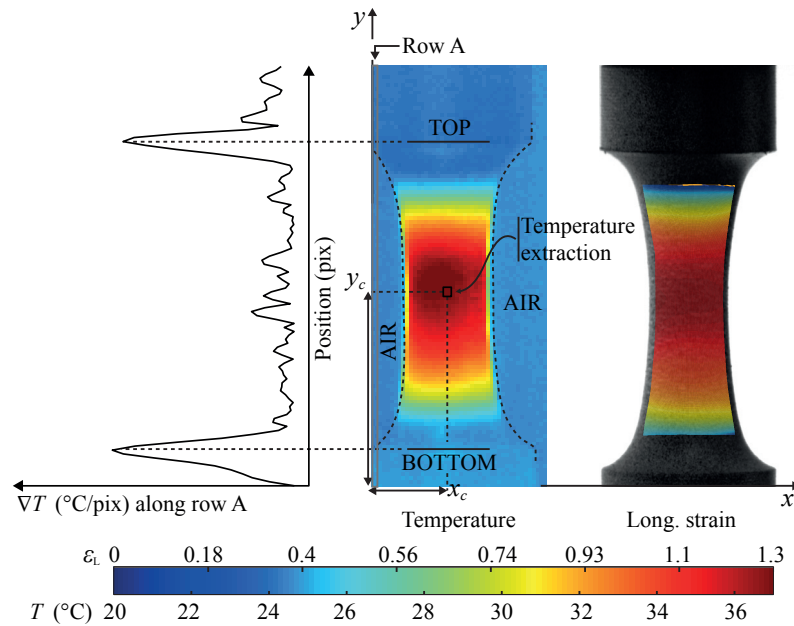 y
Row A
TOP
Temperature
extraction
Position (pix)
y_c
AIR
AIR
BOTTOM
∇T (°C/pix) along row A
x_c
x
Temperature
Long. strain
ε_L 0 0.18 0.4 0.56 0.74 0.93 1.1 1.3
T (°C) 20 22 24 26 28 30 32 34 36